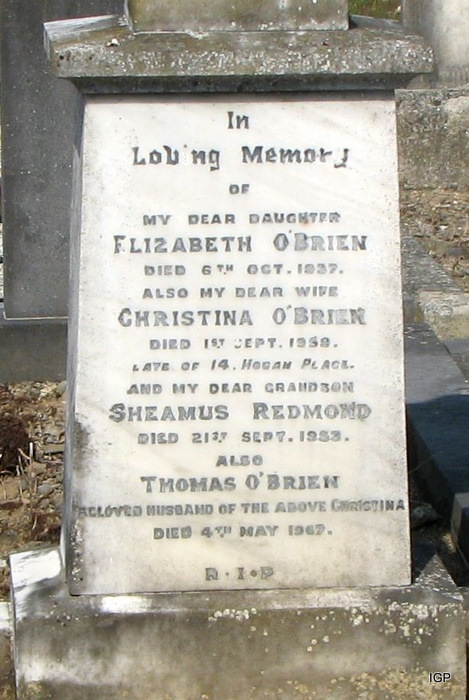 In
Loving Memory
OF
MY DEAR DAUGHTER
ELIZABETH O'BRIEN
DIED 6TH OCT. 1937.
ALSO MY DEAR WIFE
CHRISTINA O'BRIEN
DIED 1ST SEPT.
LATE OF 14. HOGAN PLACE.
AND MY DEAR GRANDSON
SHEAMUS REDMOND
DIED 21ST SEPT.
ALSO
THOMAS O'BRIEN
BELOVED HUSBAND OF THE ABOVE CHRISTINA
DIED 4TH MAY 1967.
R·I·P
IGP